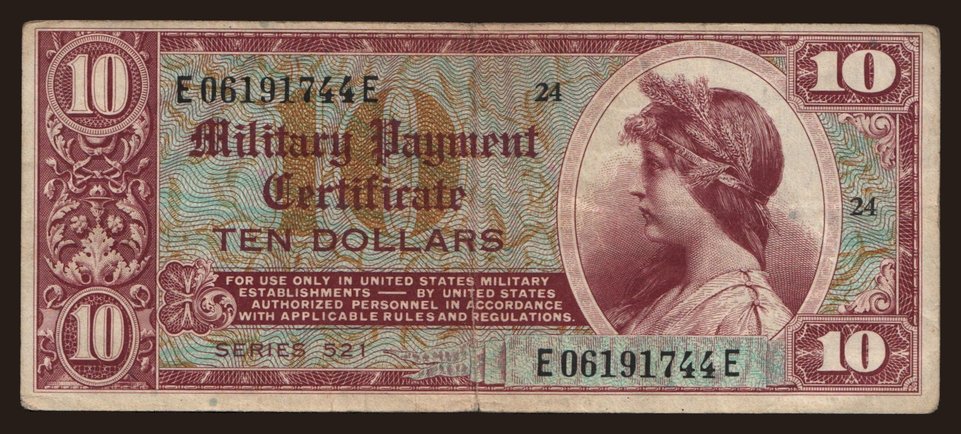 10 10
E06191744E 24
10
Military Payment
Certificate
24
TEN DOLLARS
FOR USE ONLY IN UNITED STATES MILITARY
ESTABLISHMENTS — BY UNITED STATES
AUTHORIZED PERSONNEL IN ACCORDANCE
WITH APPLICABLE RULES AND REGULATIONS.
10 10
SERIES 521
E06191744E